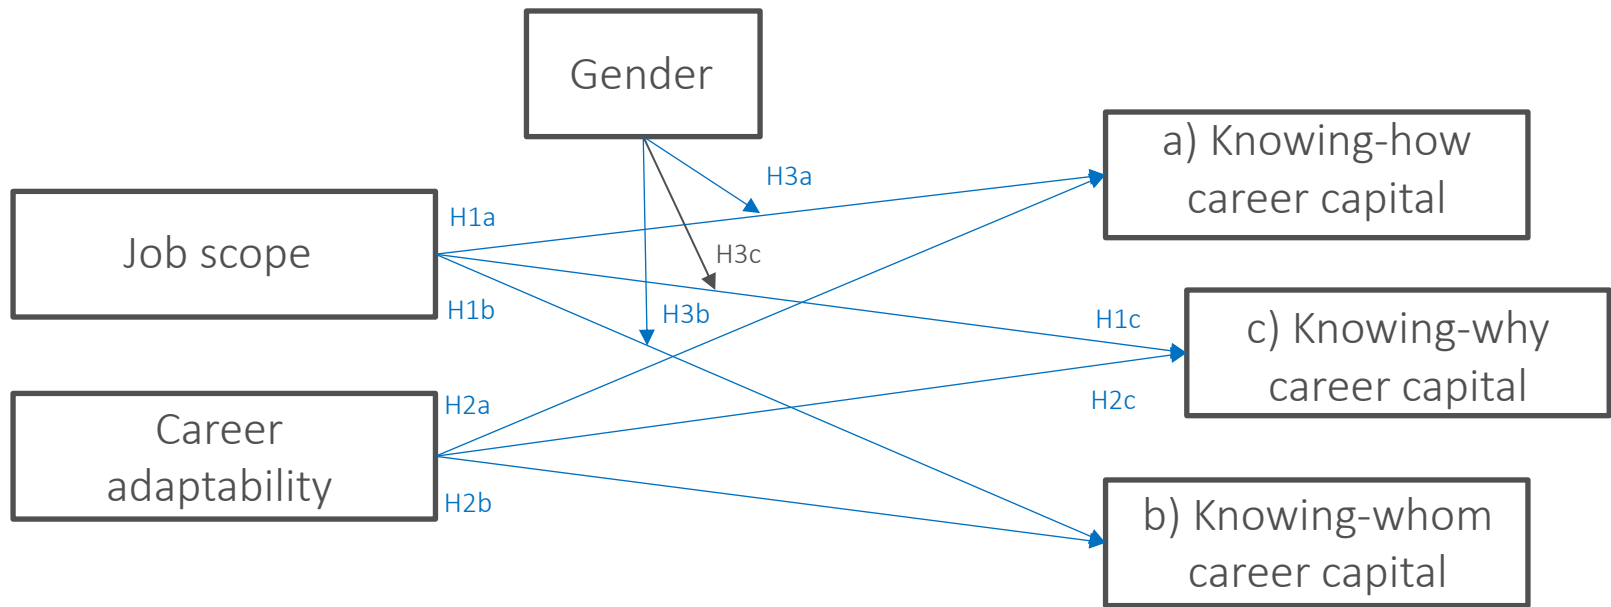 Gender
a) Knowing-how
career capital
H3a
H1a
Job scope
H3c
H1b
H3b
H1c
c) Knowing-why
career capital
H2a
H2c
Career
adaptability
H2b
b) Knowing-whom
career capital